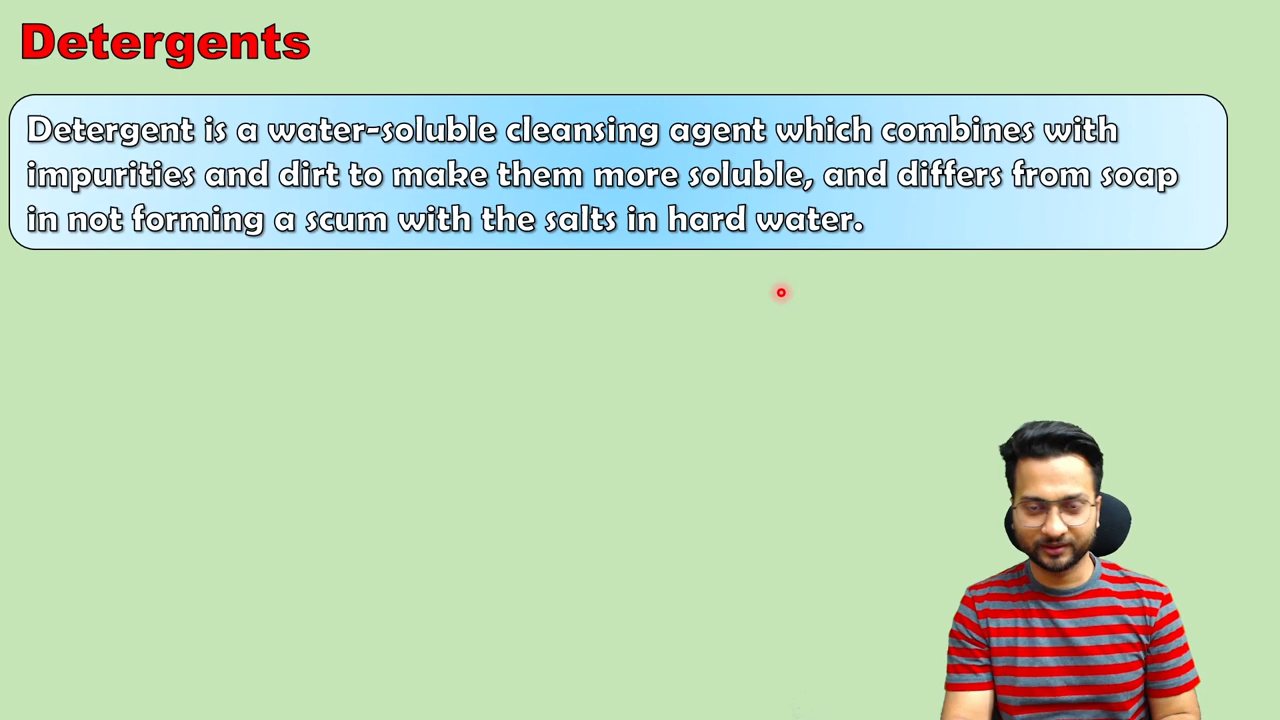 Detergents
Detergent is a water-soluble cleansing agent which combines with
impurities and dirt to make them more soluble, and differs from soap
in not forming a scum with the salts in hard water.